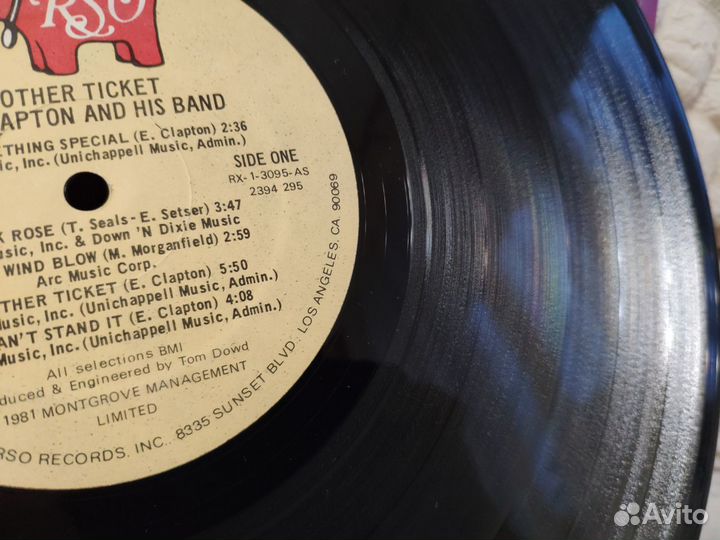 RSO
OTHER TICKET
APTON AND HIS BAND
ETHING SPECIAL (E. Clapton) 2:36
ic, Inc. (Unichappell Music, Admin.)
SIDE ONE
RX-1-3095-AS
2394 295
K ROSE (T. Seals-E. Setser) 3:47
usic, Inc. & Down 'N Dixie Music
WIND BLOW (M. Morganfield) 2:59
Arc Music Corp.
THER TICKET (E. Clapton) 5:50
usic, Inc. (Unichappell Music, Admin.)
AN'T STAND IT (E. Clapton) 4:08
Music, Inc. (Unichappell Music, Admin.)
All selections BMI
duced & Engineered by Tom Dowd
1981 MONTGROVE MANAGEMENT
LIMITED
RSO RECORDS, INC., 8335 SUNSET BLVD., LOS ANGELES, CA 90069
Avito